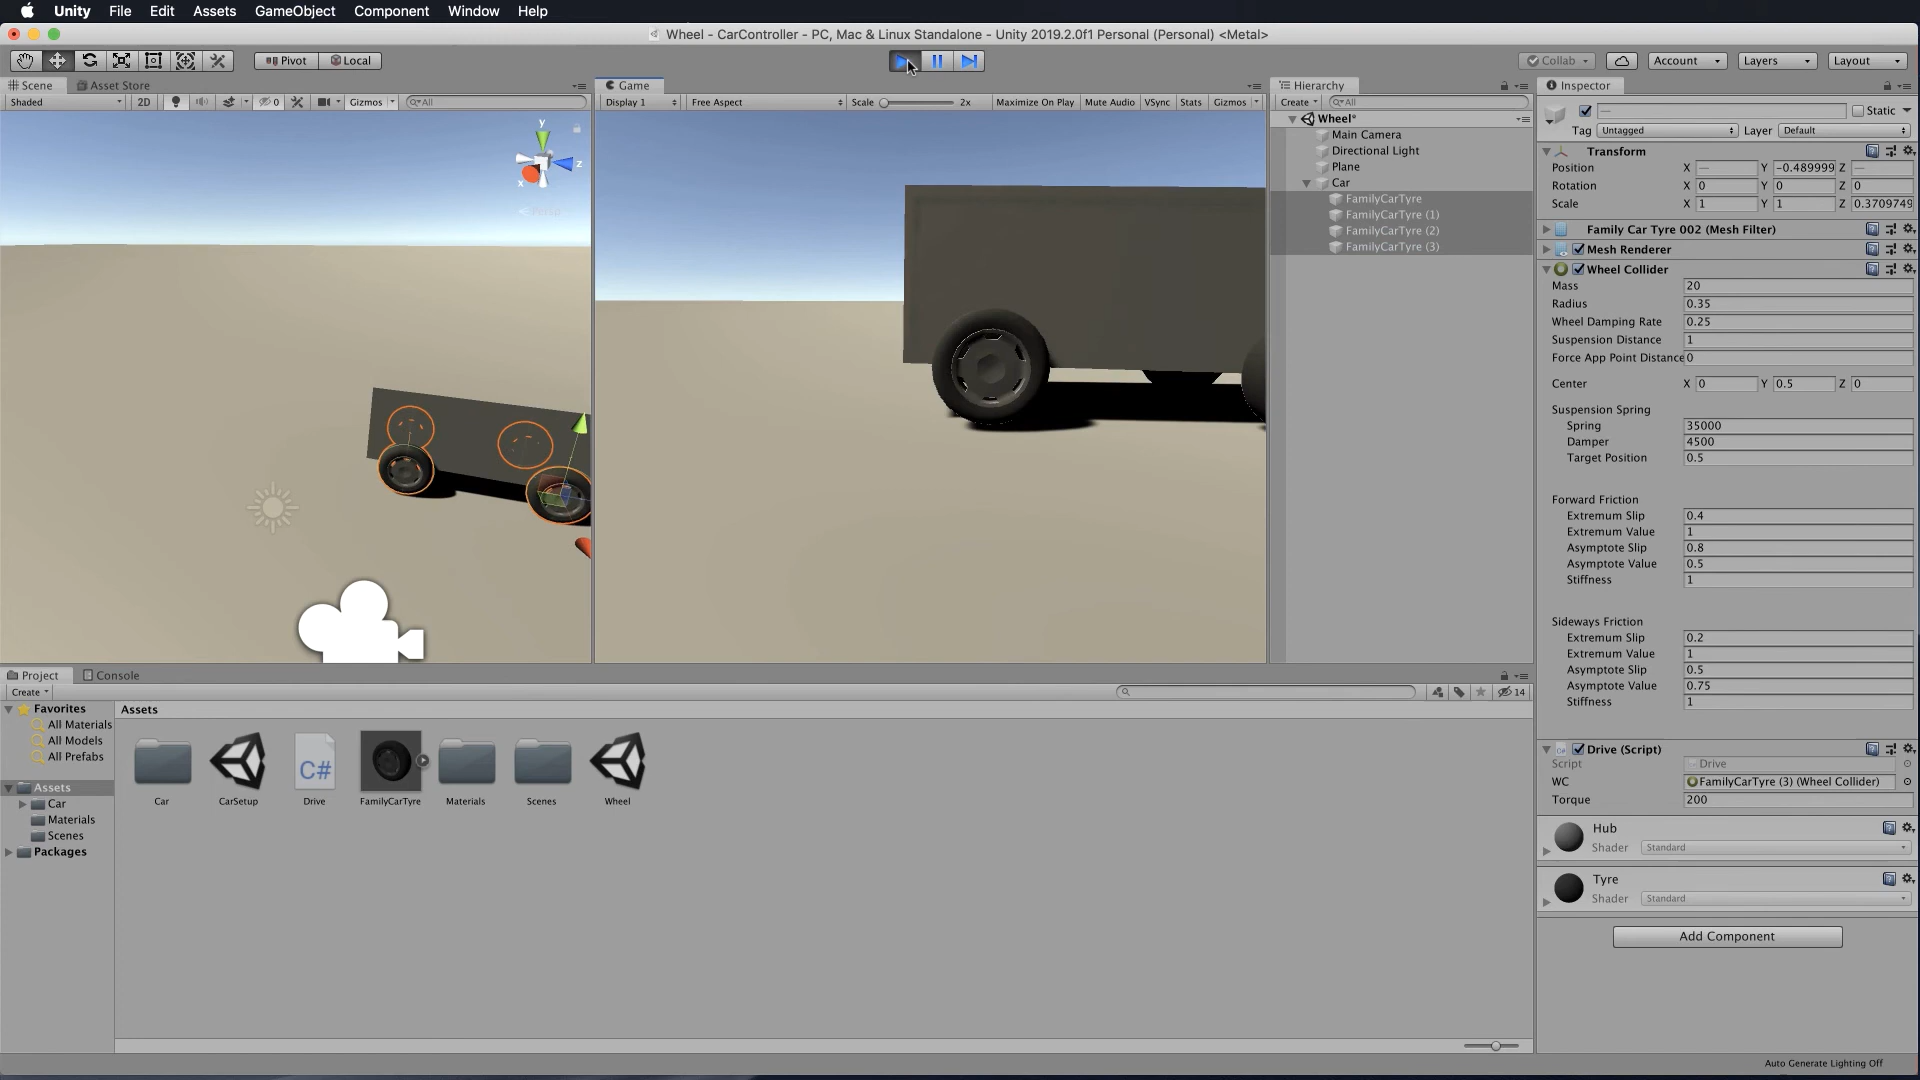 Unity File Edit Assets GameObject Component Window Help
Wheel - CarController - PC, Mac & Linux Standalone - Unity 2019.2.0f1 Personal (Personal) <Metal>
Pivot Local Collab Account Layers Layout
Scene Asset Store
Shaded 2D 0 Gizmos All
y
z
x
Persp
Game
Display 1 Free Aspect Scale 2x Maximize On Play Mute Audio VSync Stats Gizmos
Hierarchy
Create All
Wheel*
Main Camera
Directional Light
Plane
Car
FamilyCarTyre
FamilyCarTyre (1)
FamilyCarTyre (2)
FamilyCarTyre (3)
Inspector
— Static
Tag Untagged Layer Default
Transform
Position X — Y -0.489999 Z —
Rotation X 0 Y 0 Z 0
Scale X 1 Y 1 Z 0.3709749
Family Car Tyre 002 (Mesh Filter)
Mesh Renderer
Wheel Collider
Mass 20
Radius 0.35
Wheel Damping Rate 0.25
Suspension Distance 1
Force App Point Distance 0
Center X 0 Y 0.5 Z 0
Suspension Spring
Spring 35000
Damper 4500
Target Position 0.5
Forward Friction
Extremum Slip 0.4
Extremum Value 1
Asymptote Slip 0.8
Asymptote Value 0.5
Stiffness 1
Sideways Friction
Extremum Slip 0.2
Extremum Value 1
Asymptote Slip 0.5
Asymptote Value 0.75
Stiffness 1
Drive (Script)
Script Drive
WC FamilyCarTyre (3) (Wheel Collider)
Torque 200
Hub
Shader Standard
Tyre
Shader Standard
Add Component
Project Console
Create 14
Favorites
All Materials
All Models
All Prefabs
Assets
Car
Materials
Scenes
Packages
Assets
C#
Car CarSetup Drive FamilyCarTyre Materials Scenes Wheel
Auto Generate Lighting Off